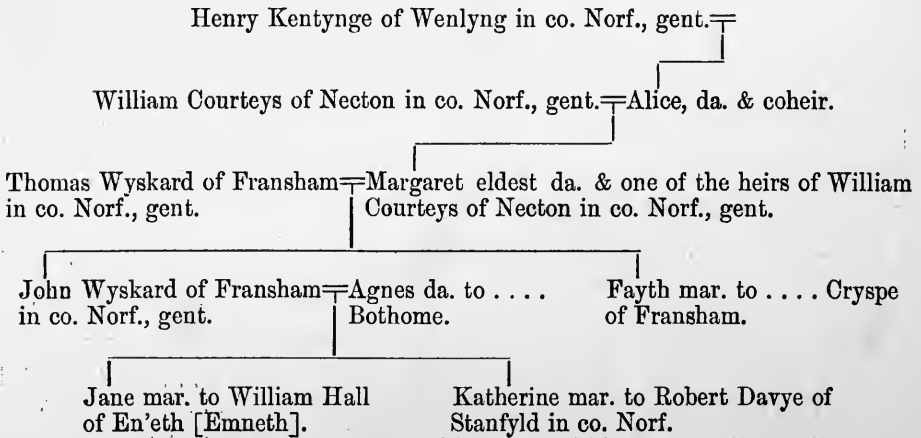 Henry Kentynge of Wenlyng in co. Norf., gent.
William Courteys of Necton in co. Norf., gent. Alice, da. & coheir.
Thomas Wyskard of Fransham Margaret eldest da. & one of the heirs of William
in co. Norf., gent. Courteys of Necton in co. Norf., gent.
John Wyskard of Fransham Agnes da. to .... Fayth mar. to .... Cryspe
in co. Norf., gent. Bothome. of Fransham.
Jane mar. to William Hall Katherine mar. to Robert Davye of
of En'eth [Emneth]. Stanfyld in co. Norf.